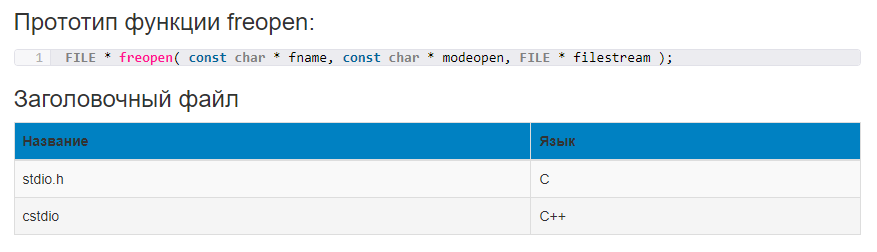 Прототип функции freopen:
1 FILE * freopen( const char * fname, const char * modeopen, FILE * filestream );
Заголовочный файл
Название Язык
stdio.h C
cstdio C++